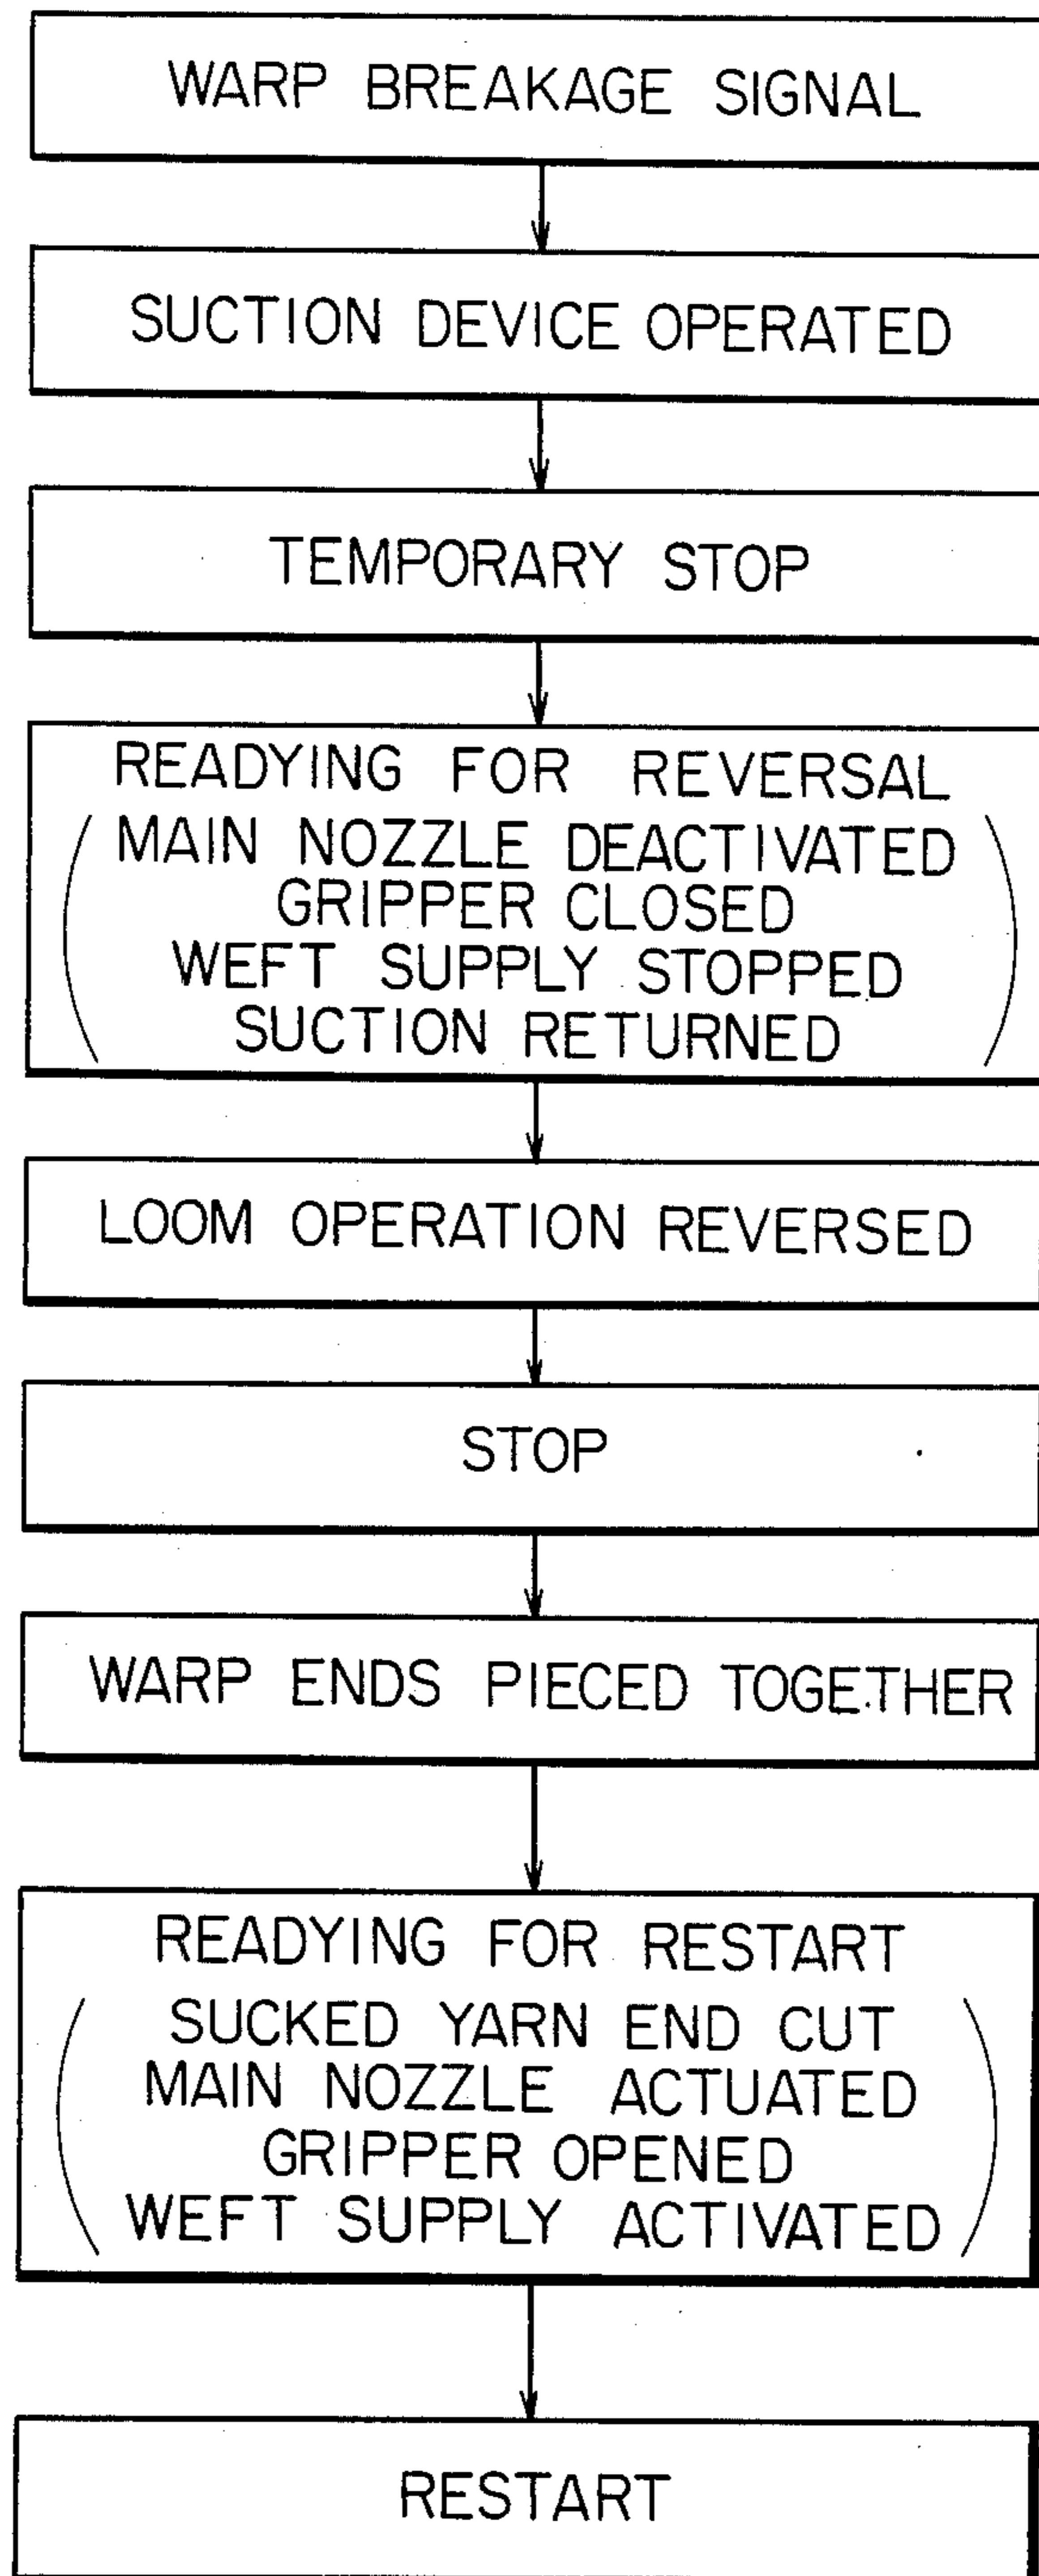 WARP BREAKAGE SIGNAL
SUCTION DEVICE OPERATED
TEMPORARY STOP
READYING FOR REVERSAL
MAIN NOZZLE DEACTIVATED
GRIPPER CLOSED
WEFT SUPPLY STOPPED
SUCTION RETURNED
LOOM OPERATION REVERSED
STOP
WARP ENDS PIECED TOGETHER
READYING FOR RESTART
SUCKED YARN END CUT
MAIN NOZZLE ACTUATED
GRIPPER OPENED
WEFT SUPPLY ACTIVATED
RESTART